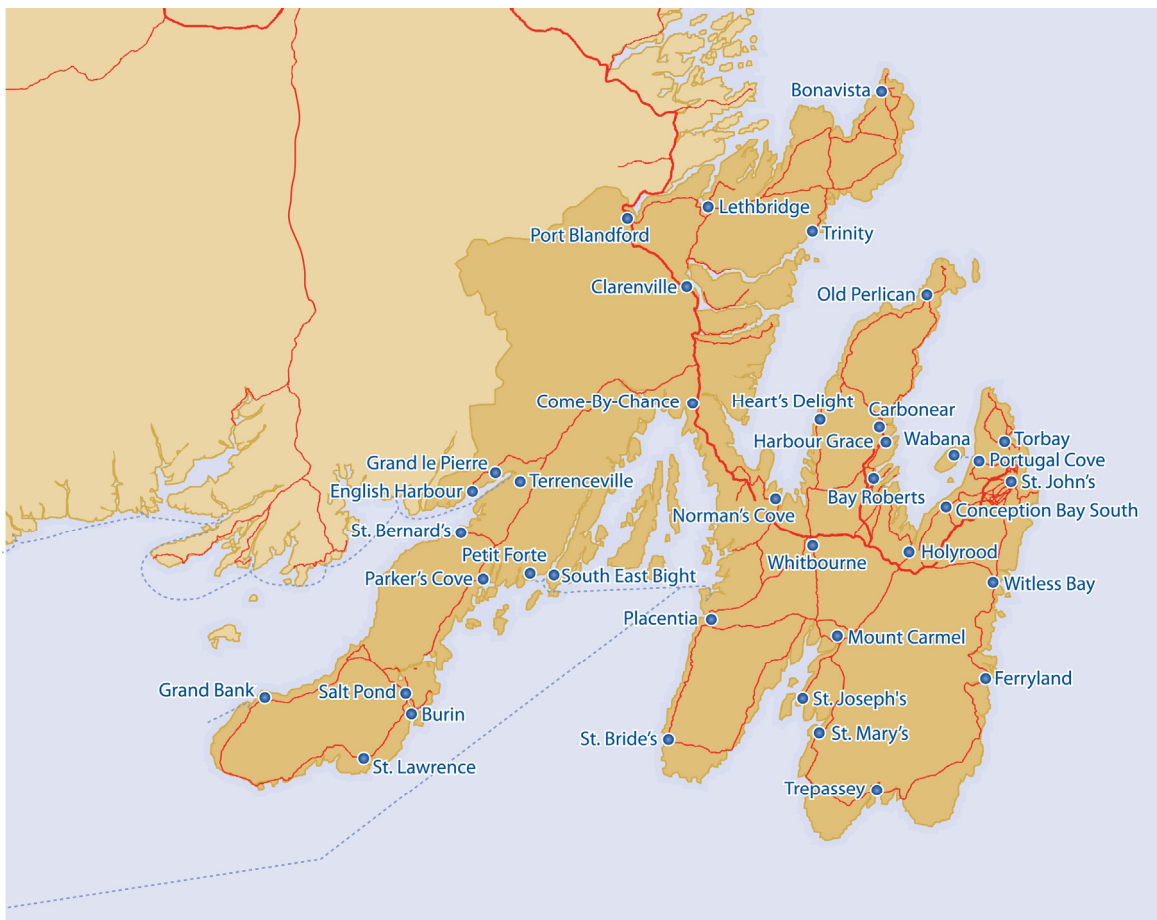 Bonavista
Lethbridge
Port Blandford
Trinity
Clarenville
Old Perlican
Come-By-Chance
Heart's Delight
Carbonear
Harbour Grace
Wabana
Torbay
Portugal Cove
Grand le Pierre
Terrenceville
St. John's
English Harbour
Bay Roberts
Norman's Cove
Conception Bay South
St. Bernard's
Petit Forte
Whitbourne
Holyrood
Parker's Cove
South East Bight
Witless Bay
Placentia
Mount Carmel
Ferryland
Grand Bank
Salt Pond
St. Joseph's
Burin
St. Mary's
St. Bride's
St. Lawrence
Trepassey